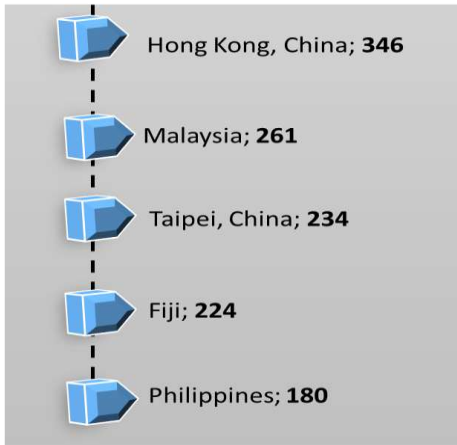 Hong Kong, China; 346
Malaysia; 261
Taipei, China; 234
Fiji; 224
Philippines; 180